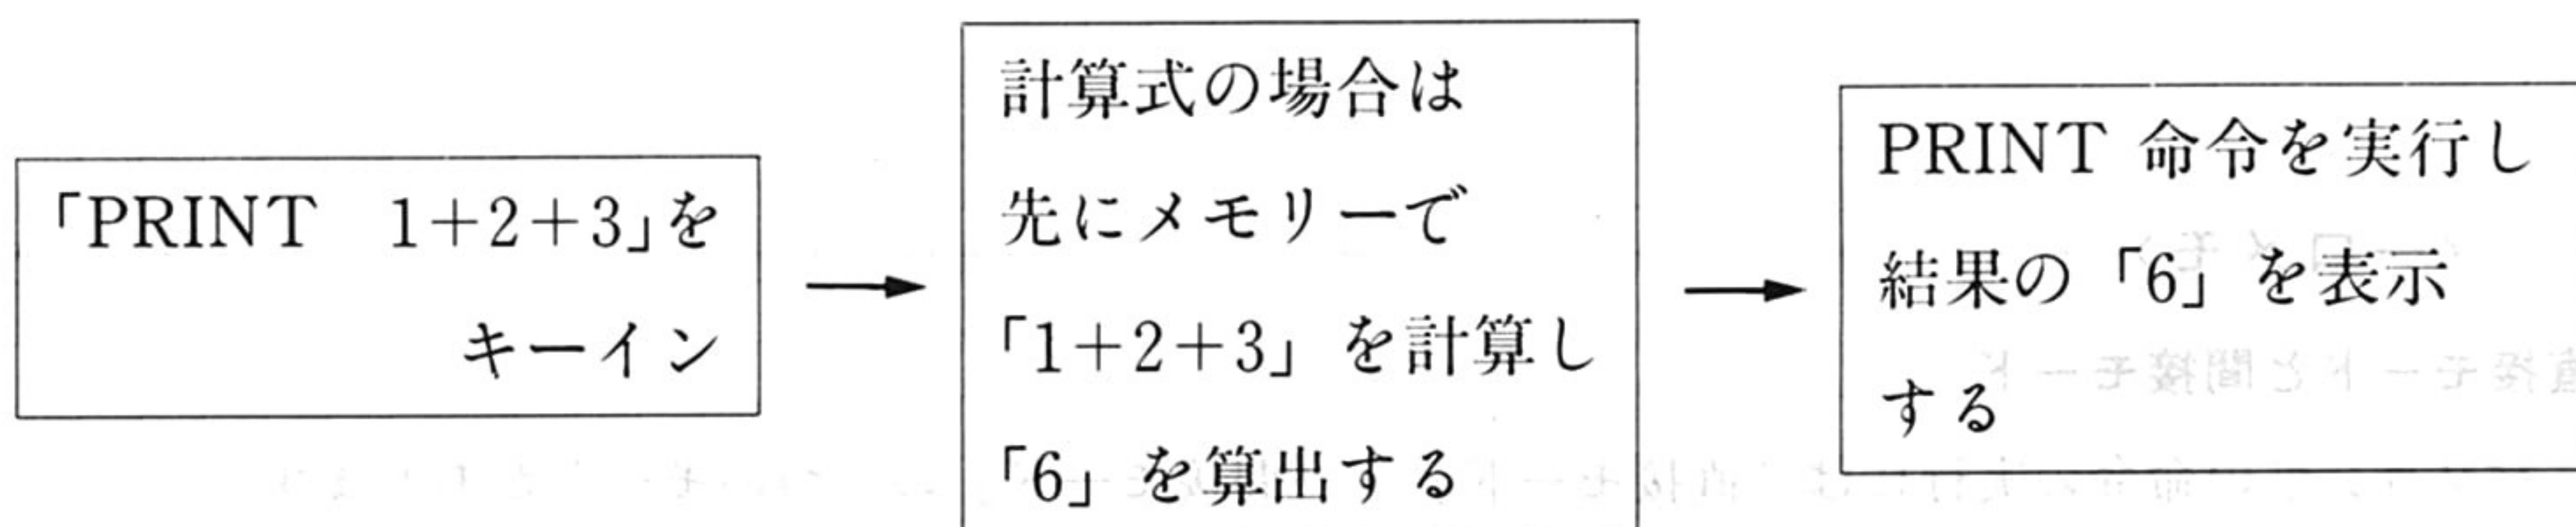 「PRINT　1+2+3」を
キーイン
計算式の場合は
先にメモリーで
「1+2+3」を計算し
「6」を算出する
PRINT 命令を実行し
結果の「6」を表示
する